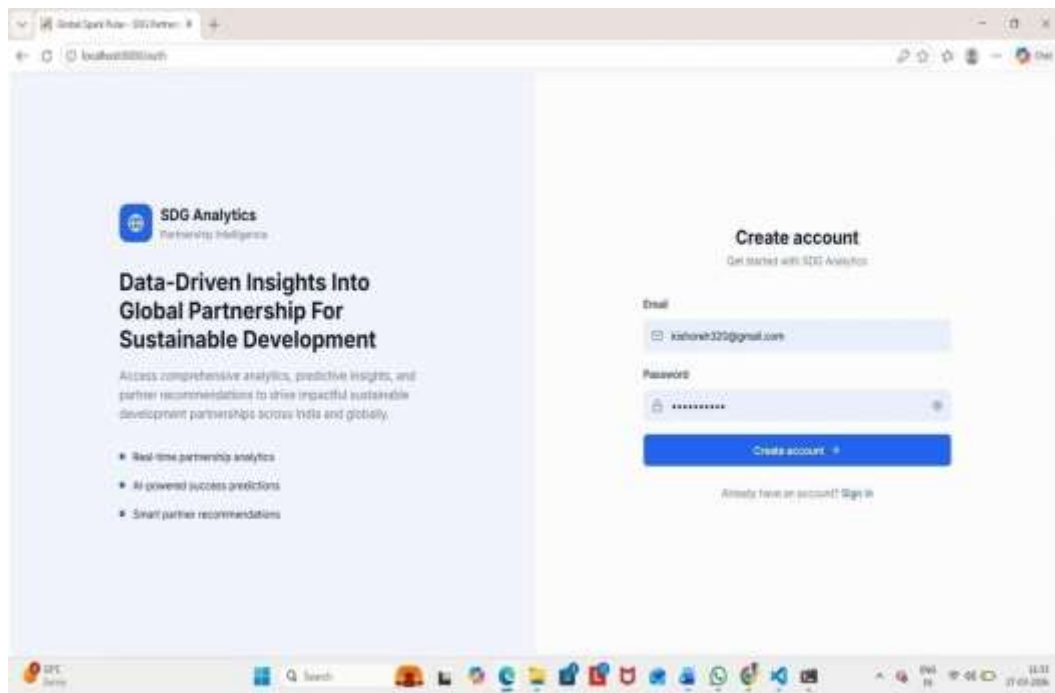 SDG Analytics
Partnership Intelligence
Data-Driven Insights Into
Global Partnership For
Sustainable Development
Access comprehensive analytics, predictive insights, and
partner recommendations to drive impactful sustainable
development partnerships across India and globally.
Real-time partnership analytics
AI-powered success predictions
Smart partner recommendations
Create account
Get started with SDG Analytics
Email
Password
Create account
Already have an account? Sign in
Search